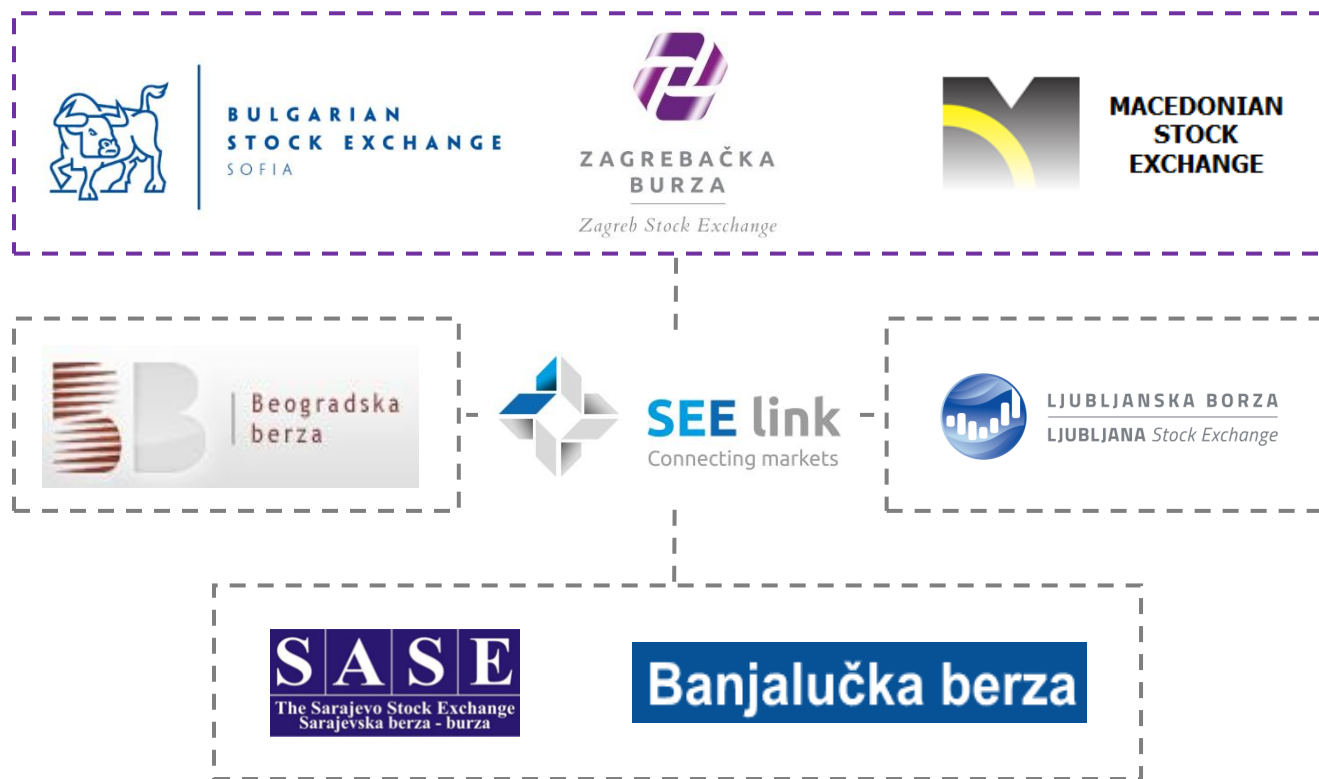 BULGARIAN
STOCK EXCHANGE
SOFIA
ZAGREBAČKA
BURZA
Zagreb Stock Exchange
MACEDONIAN
STOCK
EXCHANGE
Beogradska
berza
SEE link
Connecting markets
LJUBLJANSKA BORZA
LJUBLJANA Stock Exchange
SASE
The Sarajevo Stock Exchange
Sarajevska berza - burza
Banjalučka berza